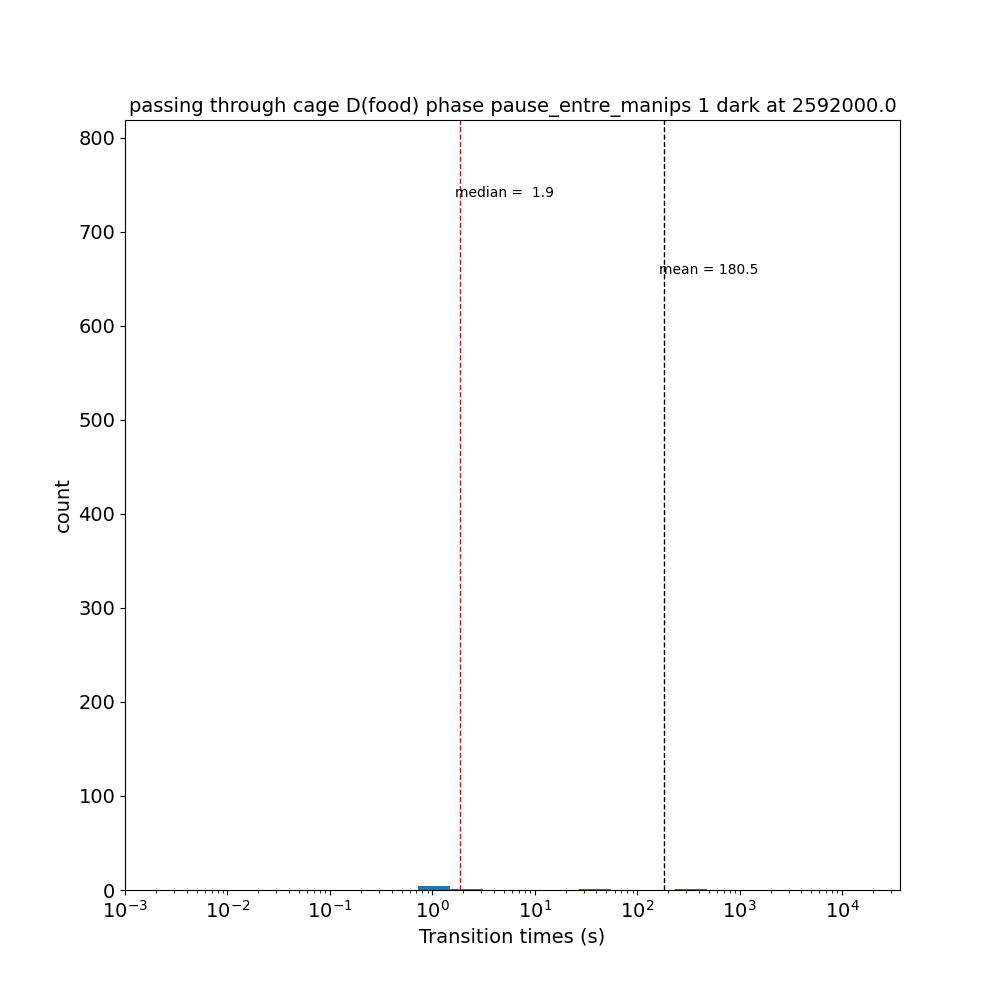 passing through cage D(food) phase pause_entre_manips 1 dark at 2592000.0
800
median =  1.9
700
mean = 180.5
600
500
count
400
300
200
100
0
10⁻³ 10⁻² 10⁻¹ 10⁰ 10¹ 10² 10³ 10⁴
Transition times (s)